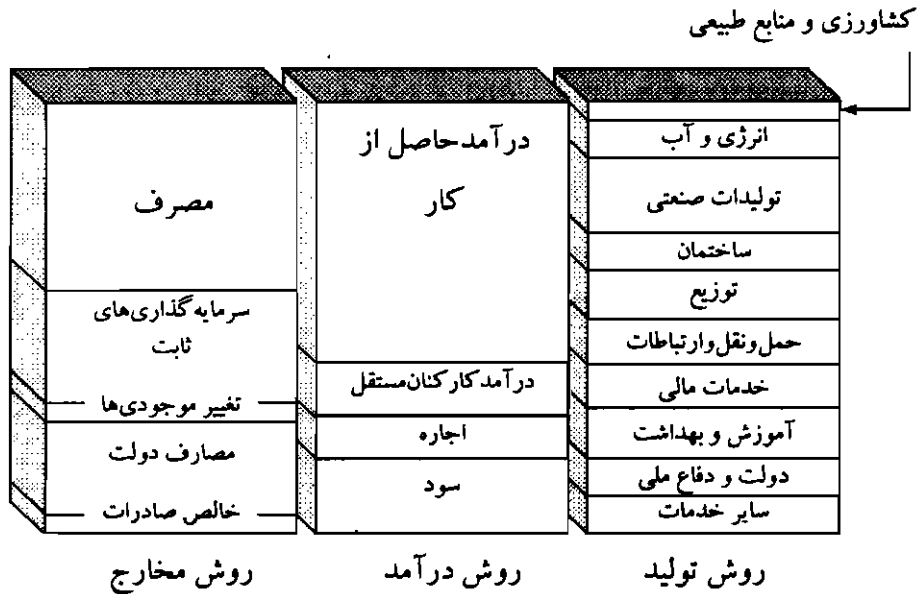 کشاورزی و منابع طبیعی
انرژی و آب
تولیدات صنعتی
ساختمان
توزیع
حمل‌ونقل‌وارتباطات
خدمات مالی
آموزش و بهداشت
دولت و دفاع ملی
سایر خدمات
روش تولید
درآمدحاصل از
کار
درآمدکارکنان‌مستقل
اجاره
سود
روش درآمد
مصرف
سرمایه‌گذاری‌های
ثابت
تغییر موجودی‌ها
مصارف دولت
خالص صادرات
روش مخارج